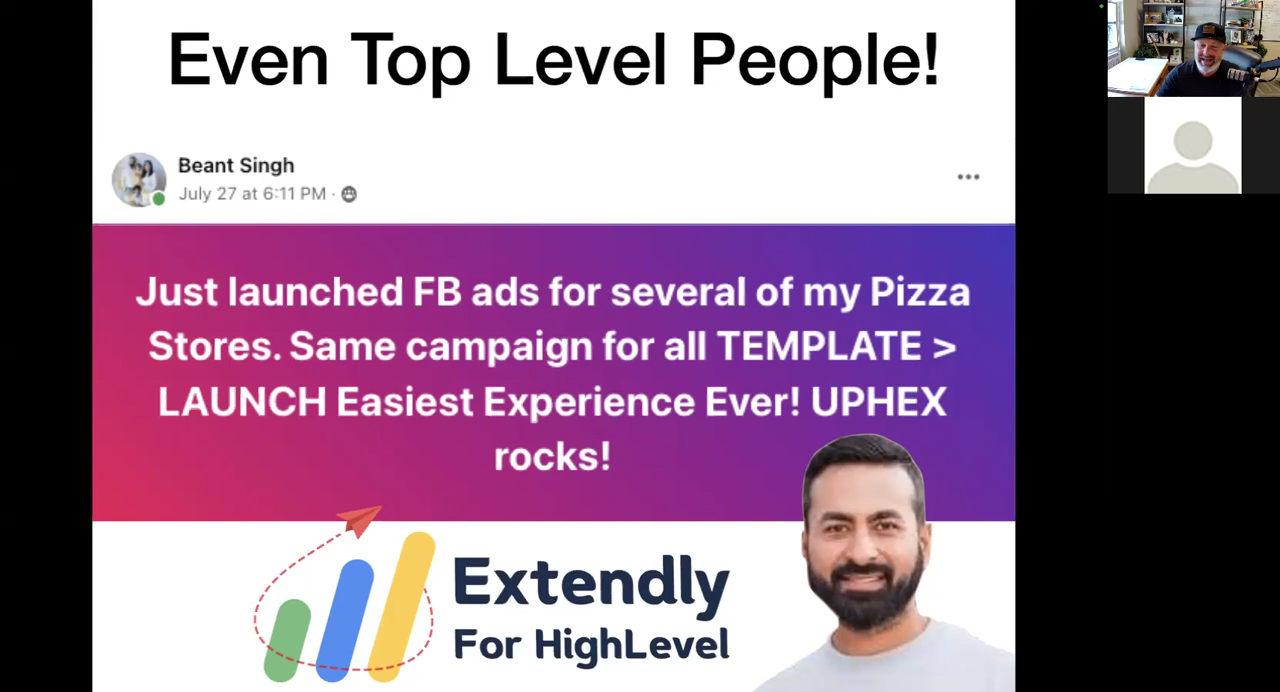 Even Top Level People!
Beant Singh
July 27 at 6:11 PM ·
Just launched FB ads for several of my Pizza
Stores. Same campaign for all TEMPLATE >
LAUNCH Easiest Experience Ever! UPHEX
rocks!
Extendly
For HighLevel